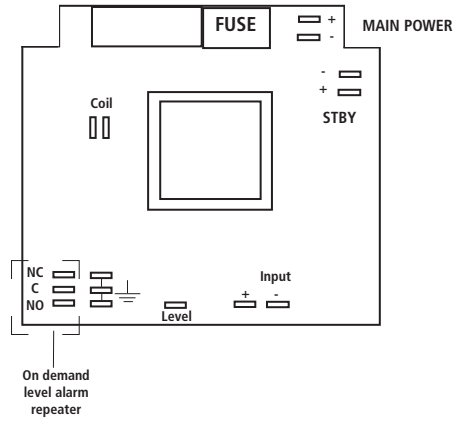 FUSE
+
MAIN POWER
-
-
+
STBY
Coil
NC
C
NO
Input
+ -
Level
On demand
level alarm
repeater